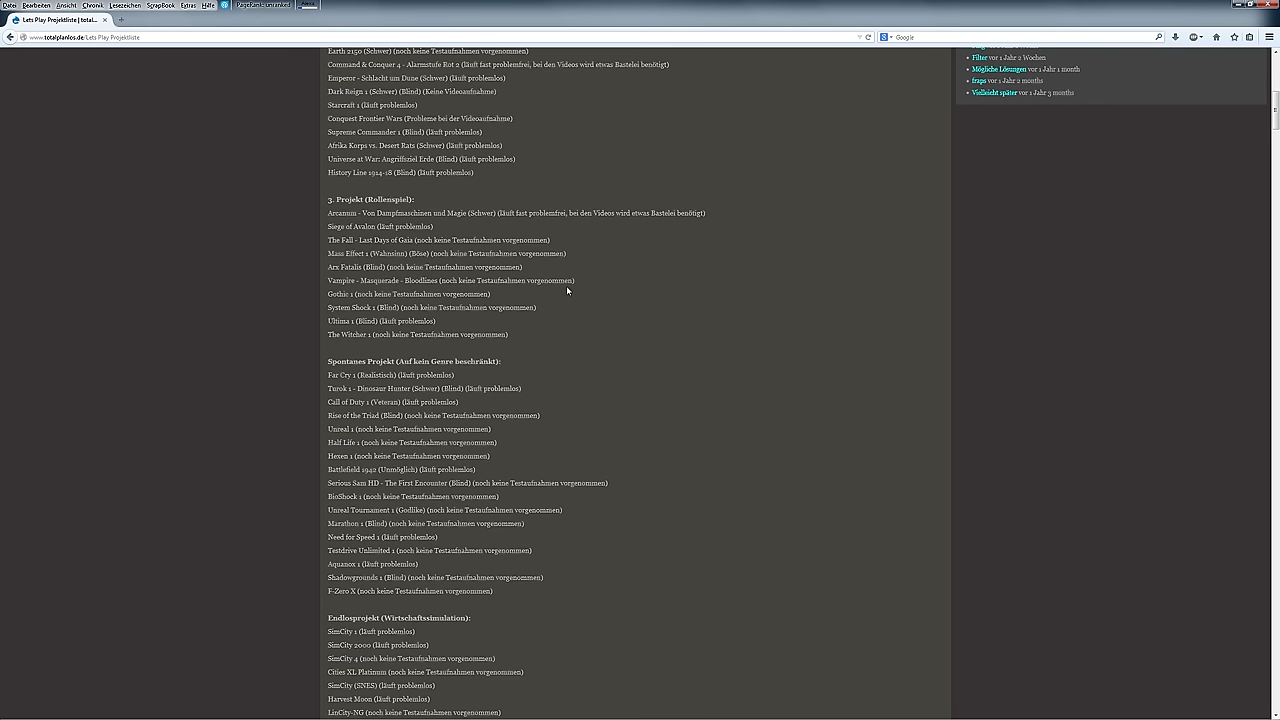 Datei Bearbeiten Ansicht Chronik Lesezeichen ScrapBook Extras Hilfe PageRank: unranked Alexa
Lets Play Projektliste | total...
www.totalplanlos.de/Lets Play Projektliste
Google
Earth 2150 (Schwer) (noch keine Testaufnahmen vorgenommen)
Command & Conquer 4 - Alarmstufe Rot 2 (läuft fast problemfrei, bei den Videos wird etwas Bastelei benötigt)
Emperor - Schlacht um Dune (Schwer) (läuft problemlos)
Dark Reign 1 (Schwer) (Blind) (Keine Videoaufnahme)
Starcraft 1 (läuft problemlos)
Conquest Frontier Wars (Probleme bei der Videoaufnahme)
Supreme Commander 1 (Blind) (läuft problemlos)
Afrika Korps vs. Desert Rats (Schwer) (läuft problemlos)
Universe at War: Angriffsziel Erde (Blind) (läuft problemlos)
History Line 1914-18 (Blind) (läuft problemlos)
3. Projekt (Rollenspiel):
Arcanum - Von Dampfmaschinen und Magie (Schwer) (läuft fast problemfrei, bei den Videos wird etwas Bastelei benötigt)
Siege of Avalon (läuft problemlos)
The Fall - Last Days of Gaia (noch keine Testaufnahmen vorgenommen)
Mass Effect 1 (Wahnsinn) (Böse) (noch keine Testaufnahmen vorgenommen)
Arx Fatalis (Blind) (noch keine Testaufnahmen vorgenommen)
Vampire - Masquerade - Bloodlines (noch keine Testaufnahmen vorgenommen)
Gothic 1 (noch keine Testaufnahmen vorgenommen)
System Shock 1 (Blind) (noch keine Testaufnahmen vorgenommen)
Ultima 1 (Blind) (läuft problemlos)
The Witcher 1 (noch keine Testaufnahmen vorgenommen)
Spontanes Projekt (Auf kein Genre beschränkt):
Far Cry 1 (Realistisch) (läuft problemlos)
Turok 1 - Dinosaur Hunter (Schwer) (Blind) (läuft problemlos)
Call of Duty 1 (Veteran) (läuft problemlos)
Rise of the Triad (Blind) (noch keine Testaufnahmen vorgenommen)
Unreal 1 (noch keine Testaufnahmen vorgenommen)
Half Life 1 (noch keine Testaufnahmen vorgenommen)
Hexen 1 (noch keine Testaufnahmen vorgenommen)
Battlefield 1942 (Unmöglich) (läuft problemlos)
Serious Sam HD - The First Encounter (Blind) (noch keine Testaufnahmen vorgenommen)
BioShock 1 (noch keine Testaufnahmen vorgenommen)
Unreal Tournament 1 (Godlike) (noch keine Testaufnahmen vorgenommen)
Marathon 1 (Blind) (noch keine Testaufnahmen vorgenommen)
Need for Speed 1 (läuft problemlos)
Testdrive Unlimited 1 (noch keine Testaufnahmen vorgenommen)
Aquanox 1 (läuft problemlos)
Shadowgrounds 1 (Blind) (noch keine Testaufnahmen vorgenommen)
F-Zero X (noch keine Testaufnahmen vorgenommen)
Endlosprojekt (Wirtschaftssimulation):
SimCity 1 (läuft problemlos)
SimCity 2000 (läuft problemlos)
SimCity 4 (noch keine Testaufnahmen vorgenommen)
Cities XL Platinum (noch keine Testaufnahmen vorgenommen)
SimCity (SNES) (läuft problemlos)
Harvest Moon (läuft problemlos)
LinCity-NG (noch keine Testaufnahmen vorgenommen)
Filter vor 1 Jahr 2 Wochen
Mögliche Lösungen vor 1 Jahr 1 month
fraps vor 1 Jahr 2 months
Vielleicht später vor 1 Jahr 3 months